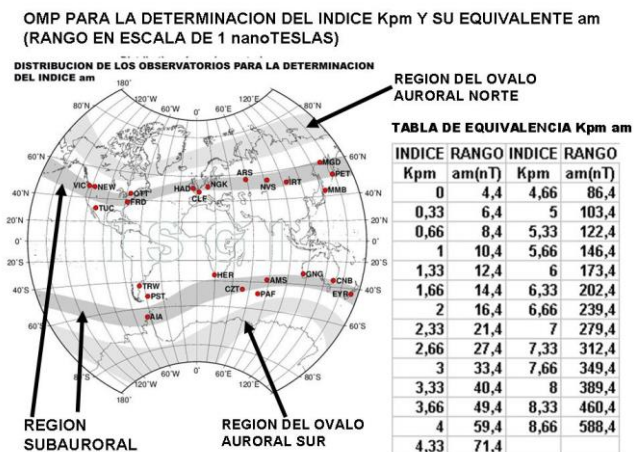 OMP PARA LA DETERMINACION DEL INDICE Kpm Y SU EQUIVALENTE am
(RANGO EN ESCALA DE 1 nanoTESLAS)
DISTRIBUCION DE LOS OBSERVATORIOS PARA LA DETERMINACION
DEL INDICE am
REGION DEL OVALO
AURORAL NORTE
180°
120°W 60°W 0° 60°E 120°E
80°N 80°N
60°N 60°N
40°N 40°N
20°N 20°N
0° 0°
20°S 20°S
40°S 40°S
60°S 60°S
80°S 80°S
120°W 60°W 0° 60°E 120°E
180°
VIC NEW OTT HAD NGK ARS NVS IRT MGD PET
TUC FRD CLF MMB
ISGI
HER AMS GNG CNB
TRW CZT PAF EYR
PST
AIA
REGION
SUBAURORAL
REGION DEL OVALO
AURORAL SUR
TABLA DE EQUIVALENCIA Kpm am
INDICE RANGO INDICE RANGO
Kpm am(nT) Kpm am(nT)
0 4,4 4,66 86,4
0,33 6,4 5 103,4
0,66 8,4 5,33 122,4
1 10,4 5,66 146,4
1,33 12,4 6 173,4
1,66 14,4 6,33 202,4
2 16,4 6,66 239,4
2,33 21,4 7 279,4
2,66 27,4 7,33 312,4
3 33,4 7,66 349,4
3,33 40,4 8 389,4
3,66 49,4 8,33 460,4
4 59,4 8,66 588,4
4,33 71,4